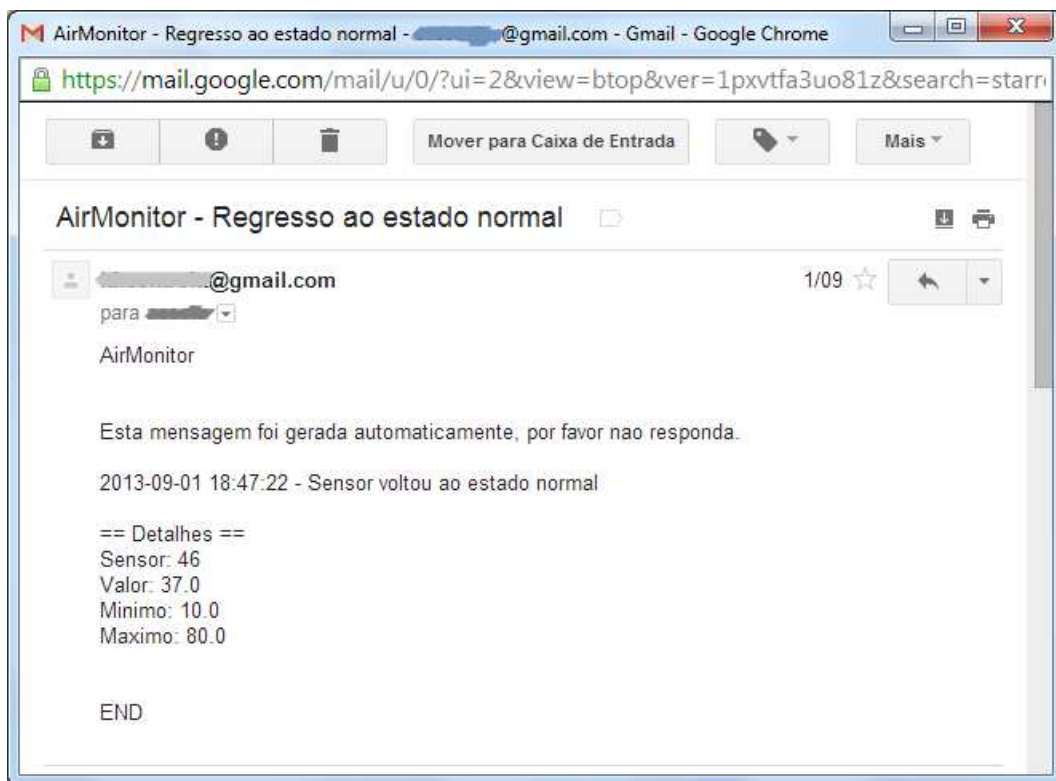 AirMonitor - Regresso ao estado normal - @gmail.com - Gmail - Google Chrome
https://mail.google.com/mail/u/0/?ui=2&view=btop&ver=1pxvtfa3uo81z&search=starr
Mover para Caixa de Entrada
Mais
AirMonitor - Regresso ao estado normal
@gmail.com 1/09
para
AirMonitor
Esta mensagem foi gerada automaticamente, por favor nao responda.
2013-09-01 18:47:22 - Sensor voltou ao estado normal
== Detalhes ==
Sensor: 46
Valor: 37.0
Minimo: 10.0
Maximo: 80.0
END